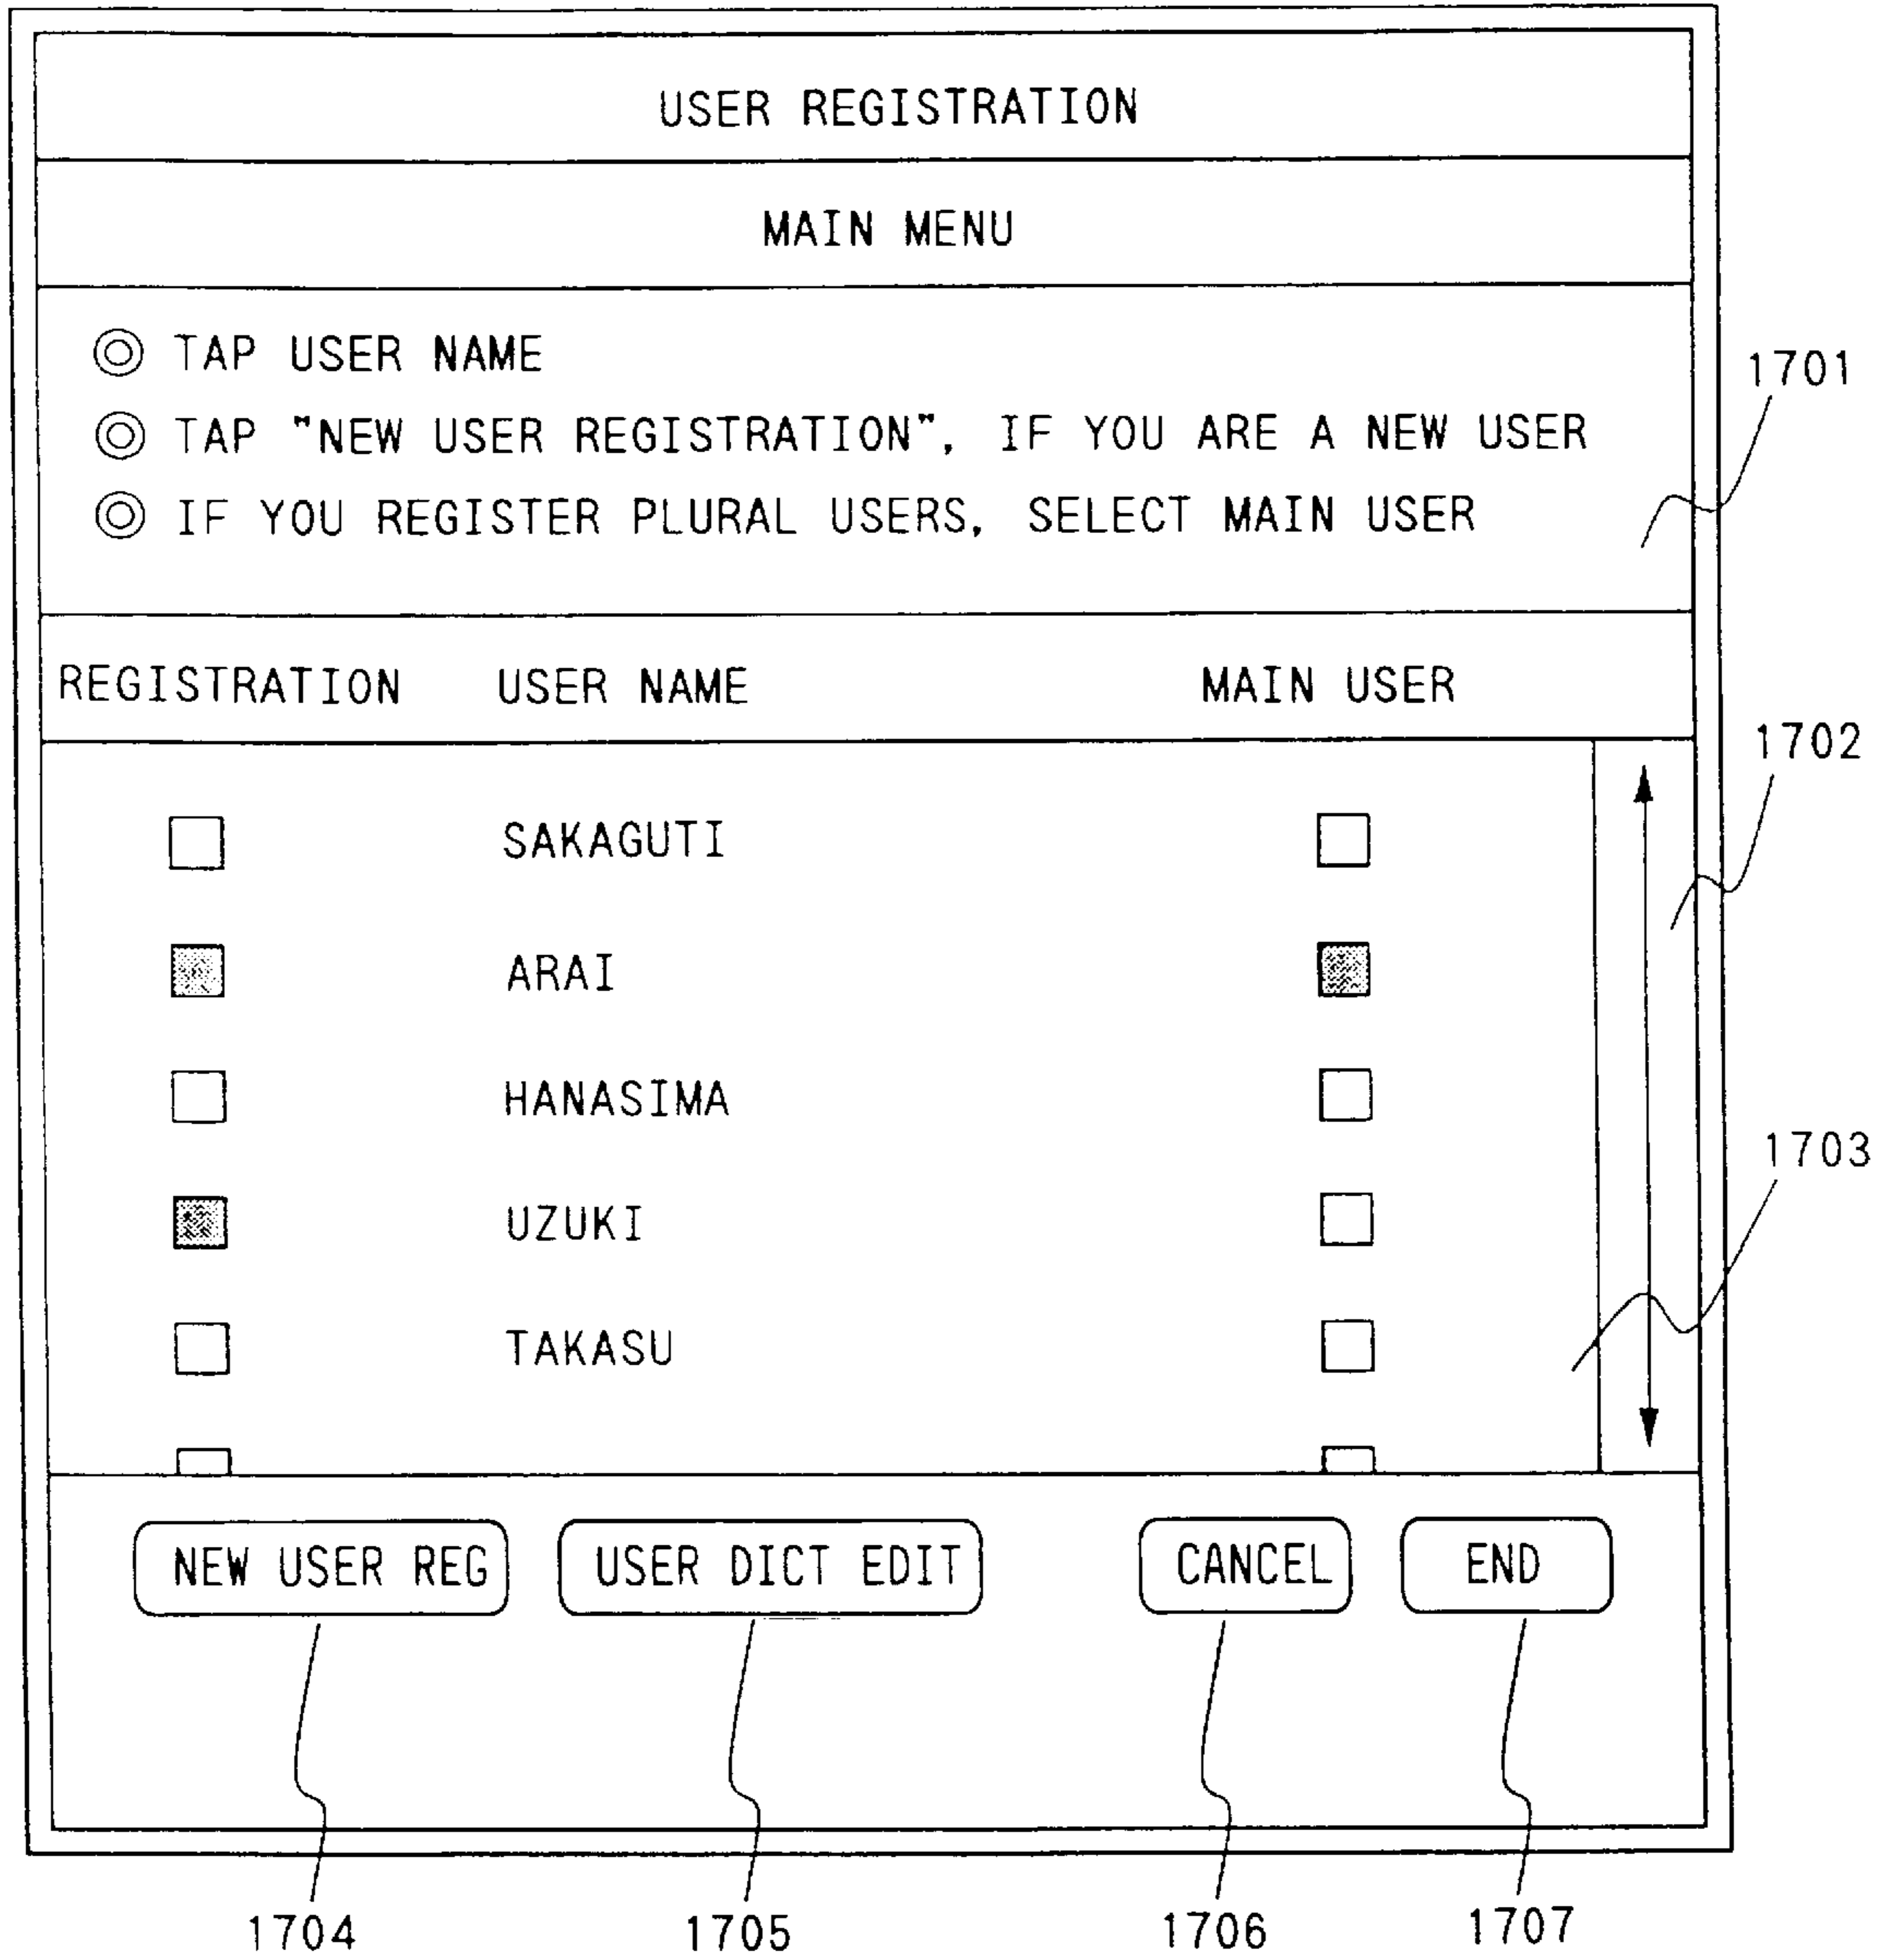 USER REGISTRATION
MAIN MENU
◎ TAP USER NAME
◎ TAP "NEW USER REGISTRATION", IF YOU ARE A NEW USER
◎ IF YOU REGISTER PLURAL USERS, SELECT MAIN USER
1701
REGISTRATION USER NAME MAIN USER
1702
SAKAGUTI
ARAI
HANASIMA
1703
UZUKI
TAKASU
NEW USER REG USER DICT EDIT CANCEL END
1704 1705 1706 1707